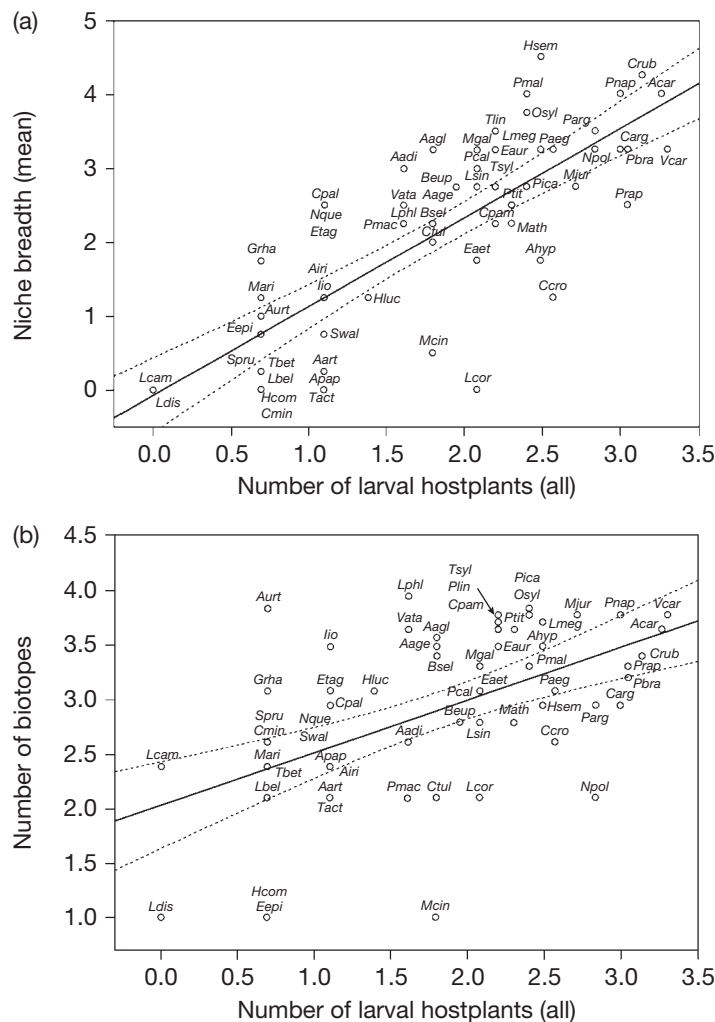 (a)
Niche breadth (mean)
5
4
3
2
1
0
Hsem
Crub
Pmal
Pnap
Acar
Osyl
Tlin
Parg
Aagl
Mgal
Lmeg
Paeg
Carg
Aadi
Pcal
Eaur
Npol
Pbra
Vcar
Beup
Lsin
Tsyl
Pica
Mjur
Cpal
Vata
Aage
Ptit
Prap
Nque
Lphl
Bsel
Cpam
Math
Etag
Pmac
Ctul
Grha
Airi
Eaet
Ahyp
Mari
Iio
Hluc
Ccro
Aurt
Eepi
Swal
Mcin
Spru
Tbet
Aart
Lcam
Lbel
Apap
Lcor
Ldis
Hcom
Tact
Cmin
0.0 0.5 1.0 1.5 2.0 2.5 3.0 3.5
Number of larval hostplants (all)
(b)
Number of biotopes
4.5
4.0
3.5
3.0
2.5
2.0
1.5
1.0
Tsyl
Pica
Lphl
Plin
Osyl
Aurt
Cpam
Ptit
Mjur
Pnap
Vcar
Vata
Aagl
Lmeg
Acar
Iio
Aage
Eaur
Ahyp
Bsel
Mgal
Pmal
Crub
Grha
Etag
Hluc
Eaet
Paeg
Prap
Cpal
Pcal
Pbra
Spru
Nque
Beup
Math
Hsem
Carg
Cmin
Swal
Aadi
Lsin
Ccro
Parg
Lcam
Mari
Apap
Tbet
Airi
Lbel
Aart
Pmac
Ctul
Lcor
Npol
Tact
Hcom
Ldis
Eepi
Mcin
0.0 0.5 1.0 1.5 2.0 2.5 3.0 3.5
Number of larval hostplants (all)